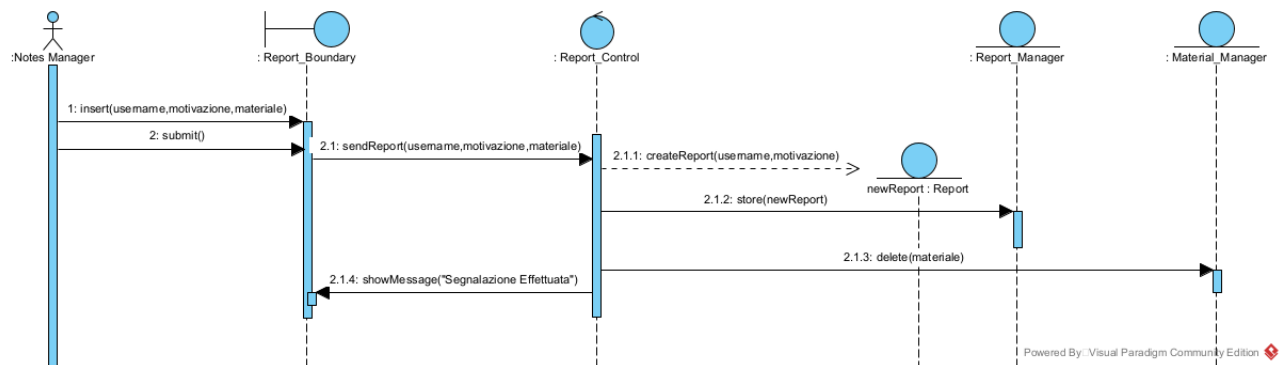 :Notes Manager
: Report_Boundary
: Report_Control
: Report_Manager
: Material_Manager
1: insert(username,motivazione,materiale)
2: submit()
2.1: sendReport(username,motivazione,materiale)
2.1.1: createReport(username,motivazione)
newReport : Report
2.1.2: store(newReport)
2.1.3: delete(materiale)
2.1.4: showMessage("Segnalazione Effettuata")
Powered By Visual Paradigm Community Edition